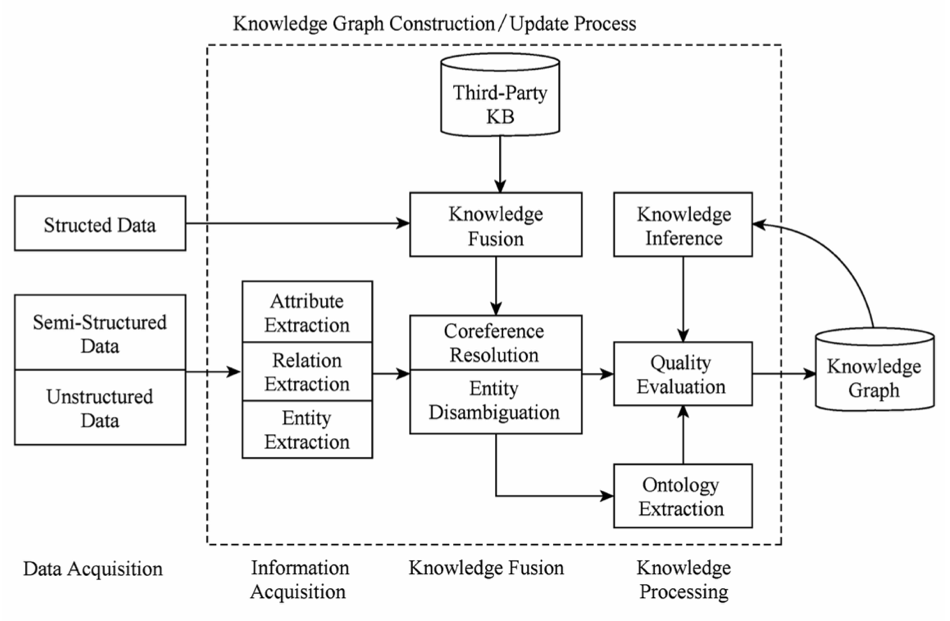 Knowledge Graph Construction/Update Process
Third-Party
KB
Structed Data
Knowledge
Fusion
Knowledge
Inference
Semi-Structured
Data
Unstructured
Data
Attribute
Extraction
Relation
Extraction
Entity
Extraction
Coreference
Resolution
Entity
Disambiguation
Quality
Evaluation
Knowledge
Graph
Ontology
Extraction
Data Acquisition
Information
Acquisition
Knowledge Fusion
Knowledge
Processing